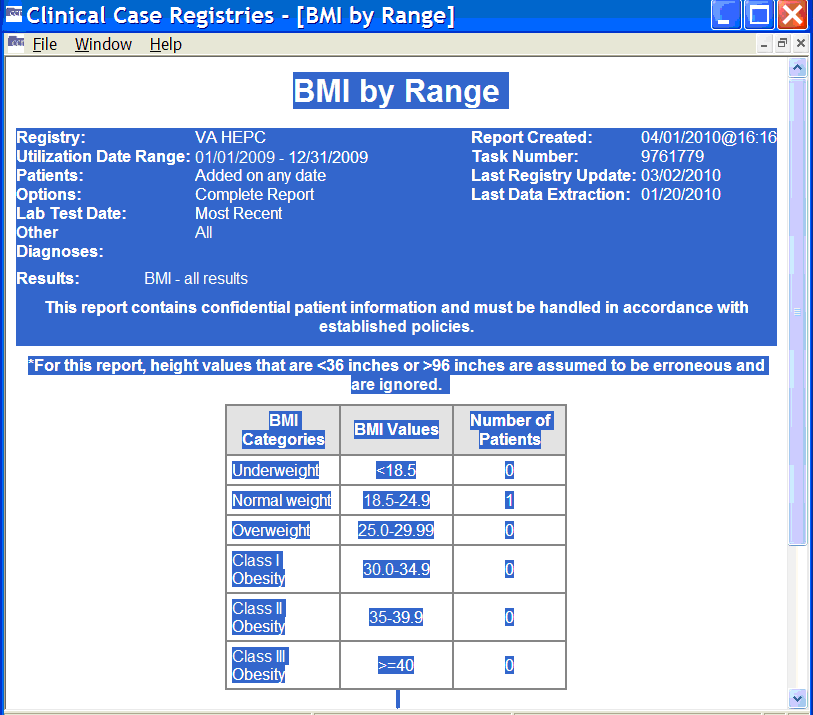 Clinical Case Registries - [BMI by Range]
File Window Help
BMI by Range
Registry: VA HEPC Report Created: 04/01/2010@16:16
Utilization Date Range: 01/01/2009 - 12/31/2009 Task Number: 9761779
Patients: Added on any date Last Registry Update: 03/02/2010
Options: Complete Report Last Data Extraction: 01/20/2010
Lab Test Date: Most Recent
Other All
Diagnoses:
Results: BMI - all results
This report contains confidential patient information and must be handled in accordance with
established policies.
*For this report, height values that are <36 inches or >96 inches are assumed to be erroneous and
are ignored.
BMI Number of
Categories BMI Values Patients
Underweight <18.5 0
Normal weight 18.5-24.9 1
Overweight 25.0-29.99 0
Class I
Obesity 30.0-34.9 0
Class II
Obesity 35-39.9 0
Class III
Obesity >=40 0